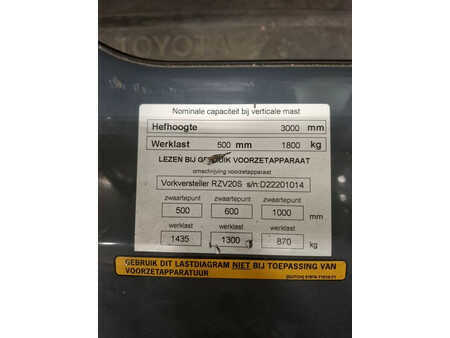 TOYOTA
Nominale capaciteit bij verticale mast
Hefhoogte 3000 mm
Werklast 500 mm 1800 kg
LEZEN BIJ GEBRUIK VOORZETAPPARAAT
omschrijving voorzetapparaat
Vorkversteller RZV20S s/n:D22201014
zwaartepunt zwaartepunt zwaartepunt
500 600 1000 mm
werklast werklast werklast
1435 1300 870 kg
GEBRUIK DIT LASTDIAGRAM NIET BIJ TOEPASSING VAN
VOORZETAPPARATUUR